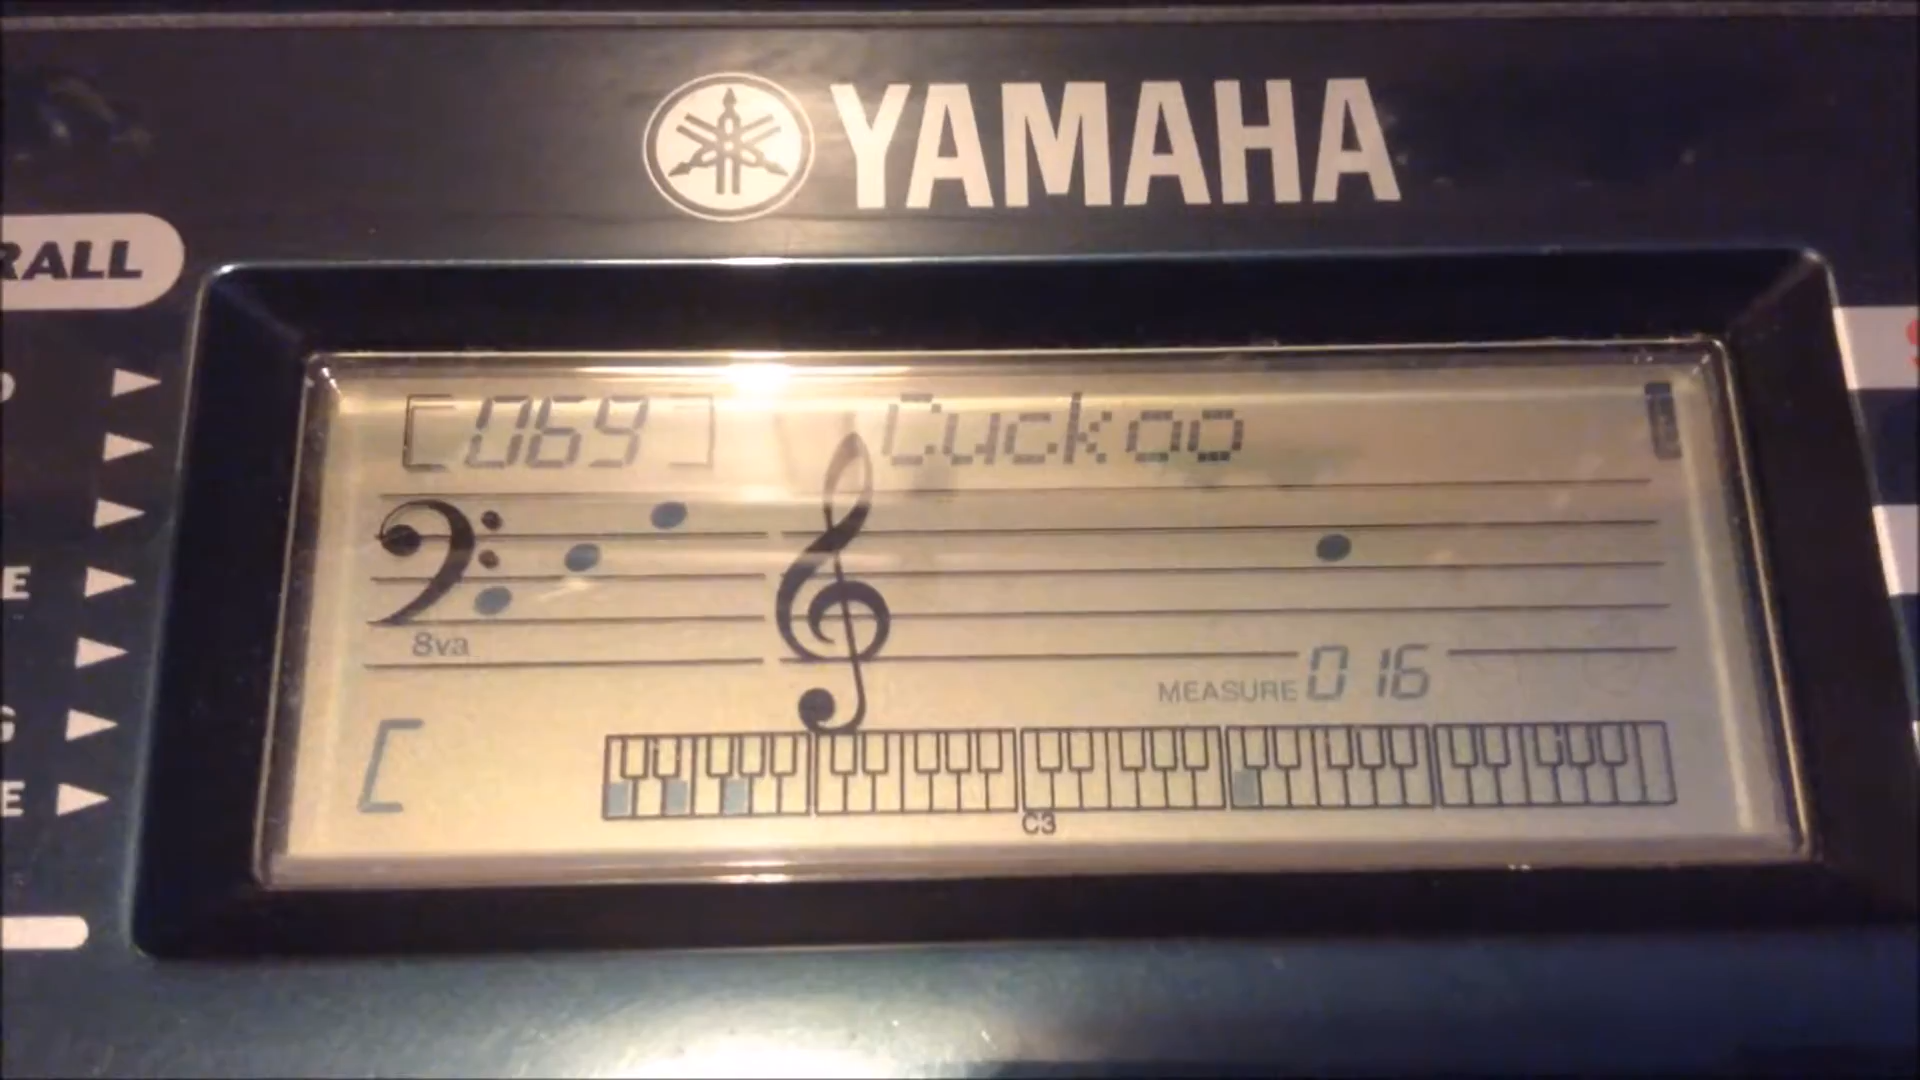 YAMAHA
RALL
[069] Cuckoo
8va
E
MEASURE 016
G
C
E
C3